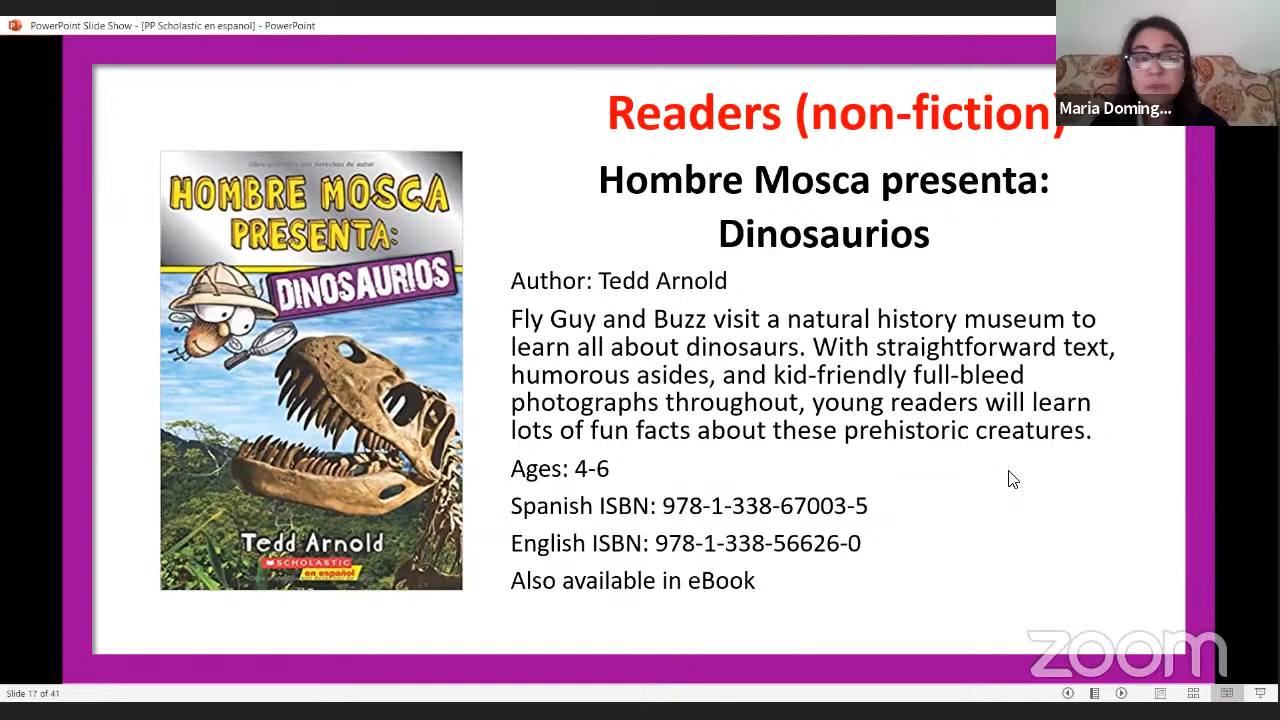 PowerPoint Slide Show - [PP Scholastic en espanol] - PowerPoint
Maria Doming...
Readers (non-fiction)
Hombre Mosca presenta:
Dinosaurios
Author: Tedd Arnold
Fly Guy and Buzz visit a natural history museum to
learn all about dinosaurs. With straightforward text,
humorous asides, and kid-friendly full-bleed
photographs throughout, young readers will learn
lots of fun facts about these prehistoric creatures.
Ages: 4-6
Spanish ISBN: 978-1-338-67003-5
English ISBN: 978-1-338-56626-0
Also available in eBook
por derechos de autor
HOMBRE MOSCA
PRESENTA:
DINOSAURIOS
Tedd Arnold
SCHOLASTIC
en español
zoom
Slide 17 of 41